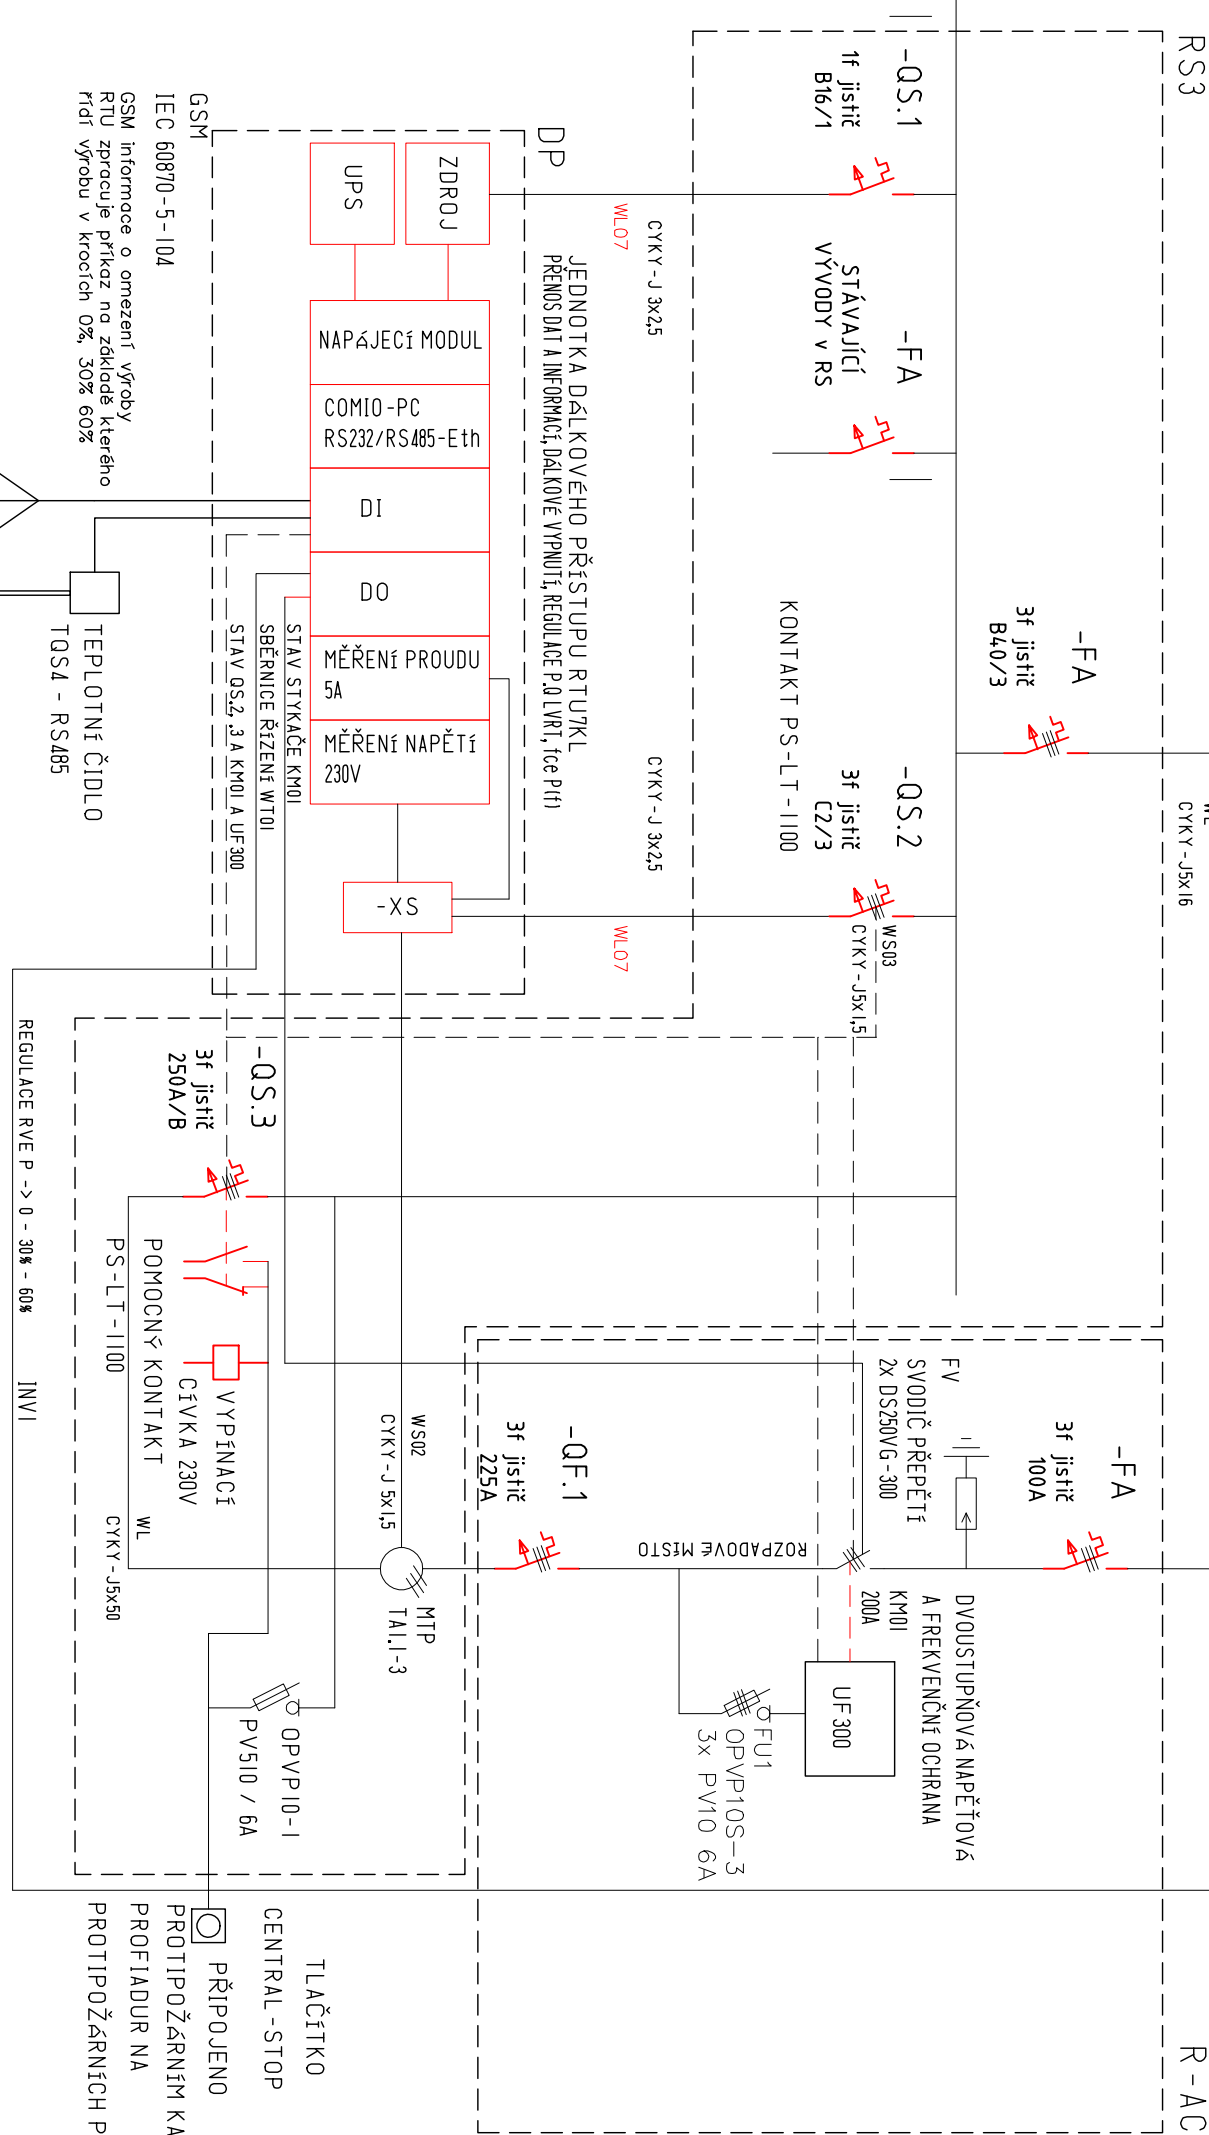 RS3
-QS.1
1f jistič
B16/1
-FA
STÁVAJÍCÍ
VÝVODY v RS
-FA
3f jistič
B40/3
WL
CYKY-J5x16
-QS.2
3f jistič
C2/3
KONTAKT PS-LT-1100
WS03
CYKY-J5x1,5
CYKY-J 3x2,5
WL07
CYKY-J 3x2,5
WL07
DP
JEDNOTKA DÁLKOVÉHO PŘÍSTUPU RTU7KL
PŘENOS DAT A INFORMACÍ, DÁLKOVÉ VYPNUTÍ, REGULACE P.Q LVRT, fce P(f)
ZDROJ
UPS
NAPÁJECÍ MODUL
COMIO-PC
RS232/RS485-Eth
DI
DO
MĚŘENÍ PROUDU
5A
MĚŘENÍ NAPĚTÍ
230V
-XS
STAV STYKAČE KM01
SBĚRNICE ŘÍZENÍ WT01
STAV QS.2, .3 A KM01 A UF300
GSM
IEC 60870-5-104
GSM informace o omezení výroby
RTU zpracuje příkaz na základě kterého
řídí výrobu v krocích 0%, 30% 60%
TEPLOTNÍ ČIDLO
TQS4 - RS485
REGULACE RVE P -> 0 - 30% - 60%
INV1
-QS.3
3f jistič
250A/B
POMOCNÝ KONTAKT
PS-LT-1100
VYPÍNACÍ
CÍVKA 230V
WL
CYKY-J5x50
WS02
CYKY-J 5x1,5
MTP
TA1.1-3
OPVP10-1
PV510 / 6A
-QF.1
3f jistič
225A
ROZPADOVÉ MÍSTO
FV
SVODIČ PŘEPĚTÍ
2x DS250VG-300
-FA
3f jistič
100A
KM01
200A
DVOUSTUPŇOVÁ NAPĚŤOVÁ
A FREKVENČNÍ OCHRANA
UF300
FU1
OPVP10S-3
3x PV10 6A
R-AC
TLAČÍTKO
CENTRAL-STOP
PŘIPOJENO
PROTIPOŽÁRNÍM KA
PROFIADUR NA
PROTIPOŽÁRNÍCH P